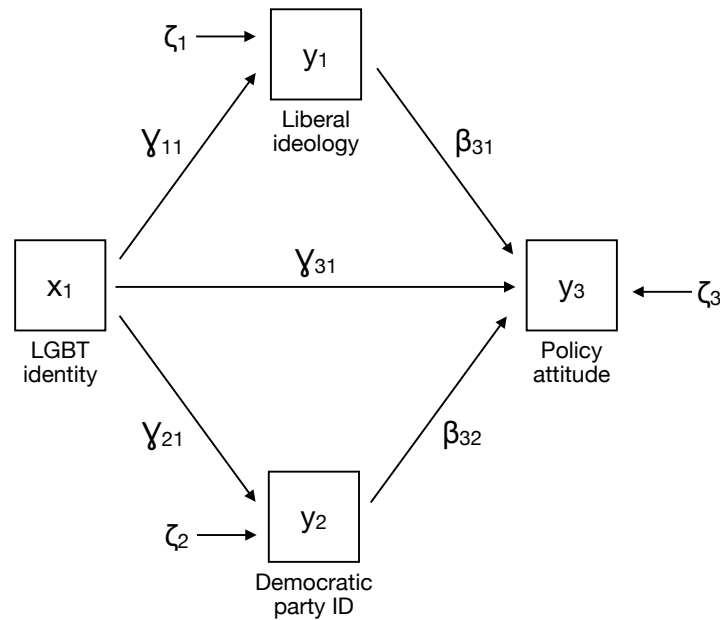 ζ1
y1
Liberal
ideology
γ11
β31
x1
LGBT
identity
γ31
y3
Policy
attitude
ζ3
γ21
β32
ζ2
y2
Democratic
party ID